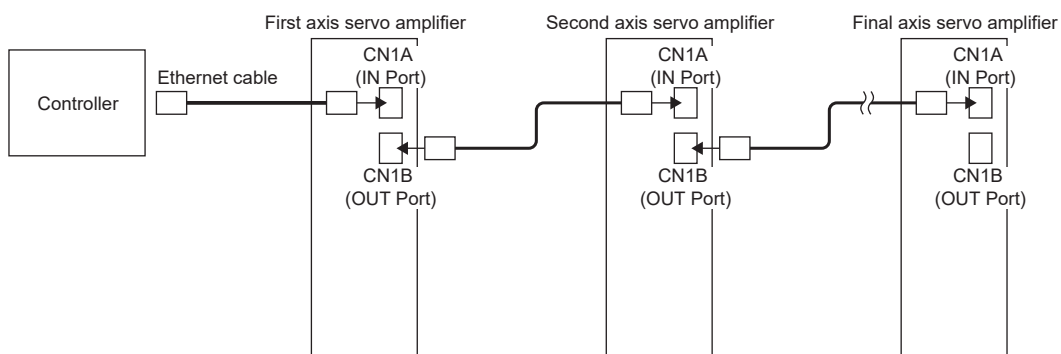 First axis servo amplifier
Second axis servo amplifier
Final axis servo amplifier
Controller
Ethernet cable
CN1A
(IN Port)
CN1B
(OUT Port)
CN1A
(IN Port)
CN1B
(OUT Port)
CN1A
(IN Port)
CN1B
(OUT Port)